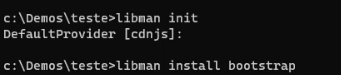 c:\Demos\teste>libman init
DefaultProvider [cdnjs]:
c:\Demos\teste>libman install bootstrap